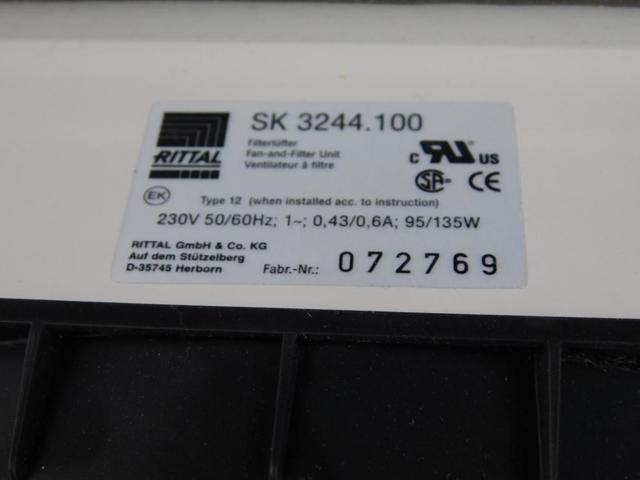 RITTAL
SK 3244.100
Filterlüfter
Fan-and-Filter Unit
Ventilateur à filtre
c RU US
SA CE
EK
Type 12 (when installed acc. to instruction)
230V 50/60Hz; 1~; 0,43/0,6A; 95/135W
RITTAL GmbH & Co. KG
Auf dem Stützelberg
D-35745 Herborn
Fabr.-Nr.: 072769